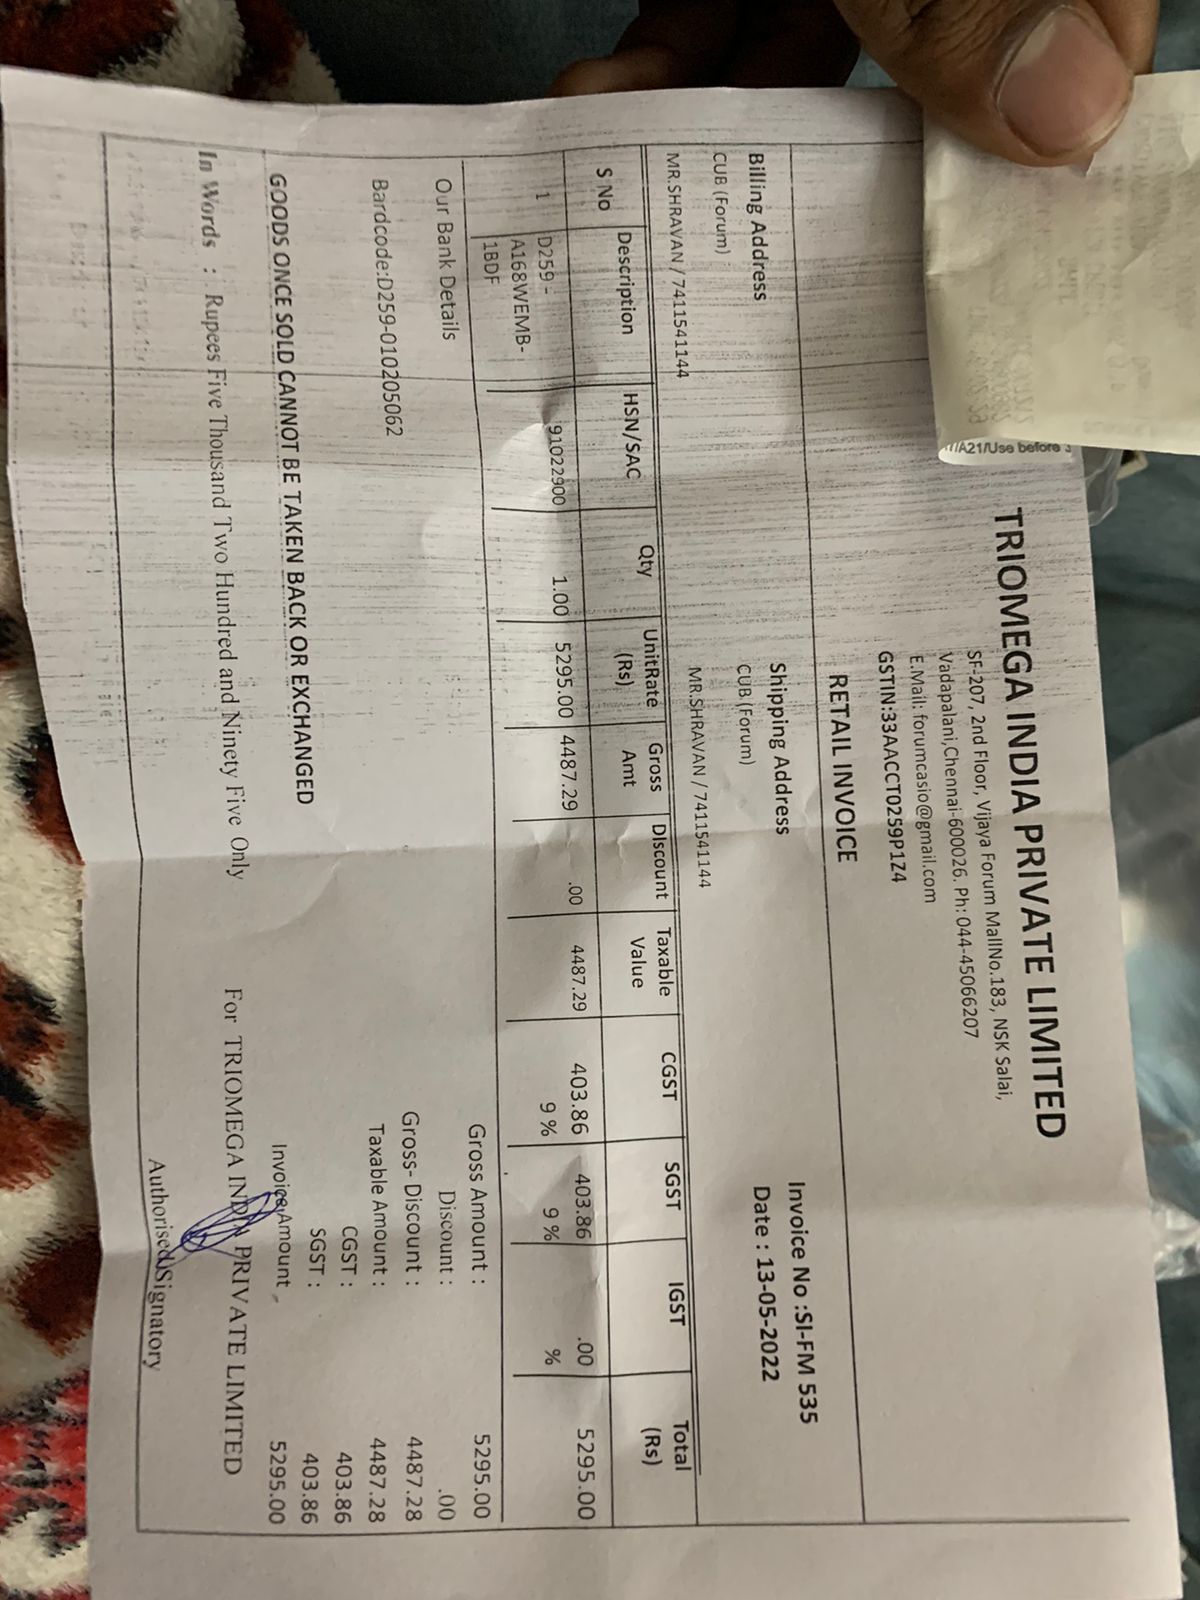 TRIOMEGA INDIA PRIVATE LIMITED
SF-207, 2nd Floor, Vijaya Forum MallNo.183, NSK Salai,
Vadapalani,Chennai-600026. Ph: 044-45066207
E.Mail: forumcasio@gmail.com
GSTIN:33AACCT0259P1Z4
/A21/Use before 3
RETAIL INVOICE
Invoice No :SI-FM 535
Date : 13-05-2022
Billing Address
CUB (Forum)
MR.SHRAVAN / 7411541144
Shipping Address
CUB (Forum)
MR.SHRAVAN / 7411541144
S No Description HSN/SAC Qty UnitRate (Rs) Gross Amt DIscount Taxable Value CGST SGST IGST Total (Rs)
1 D259 - 91022900 1.00 5295.00 4487.29 .00 4487.29 403.86 403.86 .00 5295.00
A168WEMB- 9 % 9 % %
1BDF
Our Bank Details
Gross Amount : 5295.00
Discount : .00
Gross- Discount : 4487.28
Bardcode:D259-010205062
Taxable Amount : 4487.28
CGST : 403.86
SGST : 403.86
GOODS ONCE SOLD CANNOT BE TAKEN BACK OR EXCHANGED
Invoice Amount 5295.00
In Words : Rupees Five Thousand Two Hundred and Ninety Five Only
For TRIOMEGA INDIA PRIVATE LIMITED
Authorised Signatory